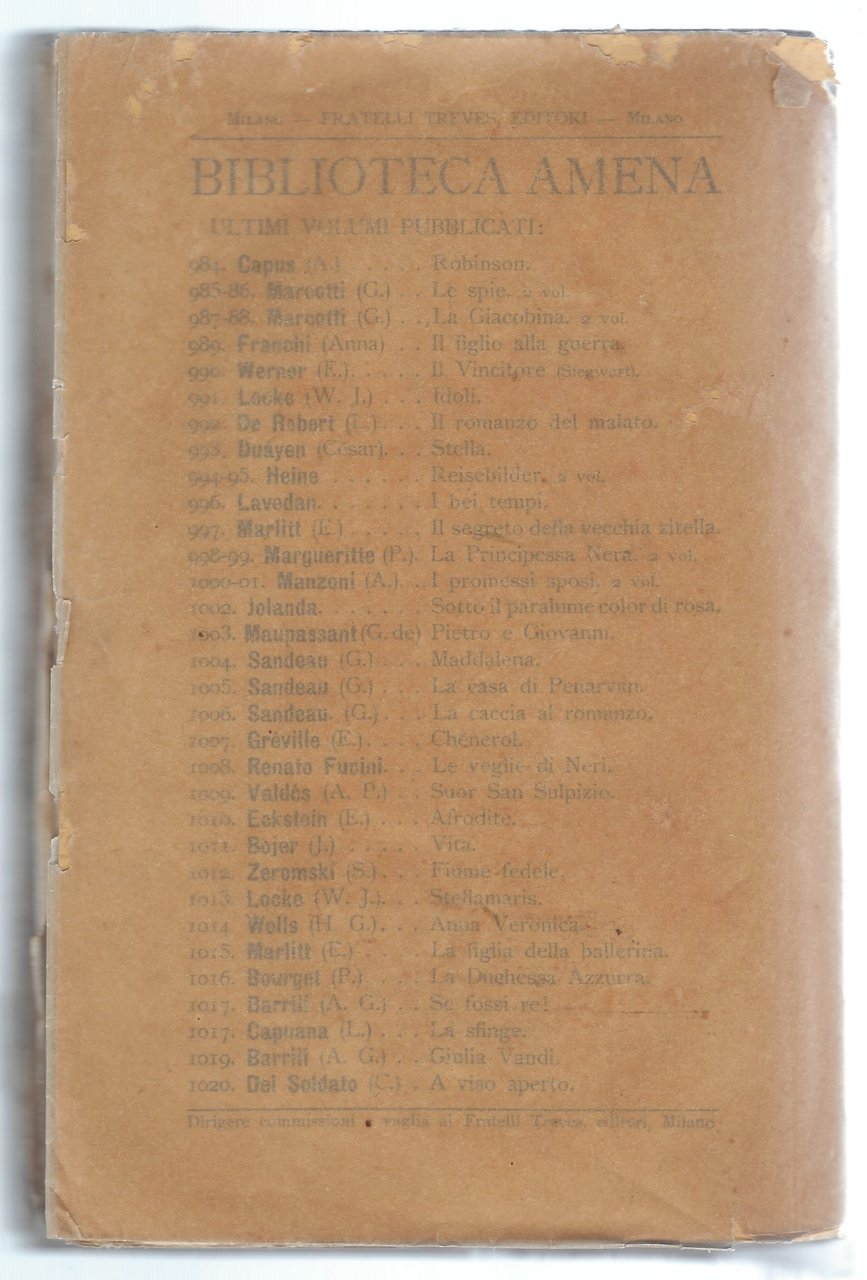 Milano — FRATELLI TREVES, EDITORI — Milano
BIBLIOTECA AMENA
ULTIMI VOLUMI PUBBLICATI:
984. Capus (A.) . . . . . Robinson.
985-86. Marcotti (G.) . . Le spie. 2 vol.
987-88. Marcotti (G.) . . La Giacobina. 2 vol.
989. Franchi (Anna) . . Il figlio alla guerra.
990. Werner (E.). . . . . Il Vincitore (Siegwart).
991. Locke (W. J.) . . . Idoli.
992. De Robert (L.) . . . Il romanzo del malato.
993. Duáyen (César). . . Stella.
994-95. Heine . . . . . . Reisebilder. 2 vol.
996. Lavedan. . . . . . . I bei tempi.
997. Marlitt (E.) . . . . . Il segreto della vecchia zitella.
998-99. Margueritte (P.). La Principessa Nera. 2 vol.
1000-01. Manzoni (A.). . I promessi sposi. 2 vol.
1002. Jolanda. . . . . . . Sotto il paralume color di rosa.
1003. Maupassant (G. de) Pietro e Giovanni.
1004. Sandeau (G.) . . . Maddalena.
1005. Sandeau (G.) . . . La casa di Penarvan.
1006. Sandeau. (G.) . . . La caccia al romanzo.
1007. Gréville (E.). . . . Chénerol.
1008. Renato Fucini. . . Le veglie di Neri.
1009. Valdès (A. P.) . . Suor San Sulpizio.
1010. Eckstein (E.) . . . Afrodite.
1011. Bojer (J.) . . . . . Vita.
1012. Zeromski (S.) . . . Fiume fedele.
1013. Locke (W. J.). . . Stellamaris.
1014. Wells (H. G.). . . Anna Veronica.
1015. Marlitt (E.) . . . . La figlia della ballerina.
1016. Bourget (P.) . . . La Duchessa Azzurra.
1017. Barrili (A. G.) . . Se fossi re!
1017. Capuana (L.) . . . La sfinge.
1019. Barrili (A. G.) . . Giulia Vandi.
1020. Del Soldato (C.) . A viso aperto.
Dirigere commissioni e vaglia ai Fratelli Treves, editori, Milano